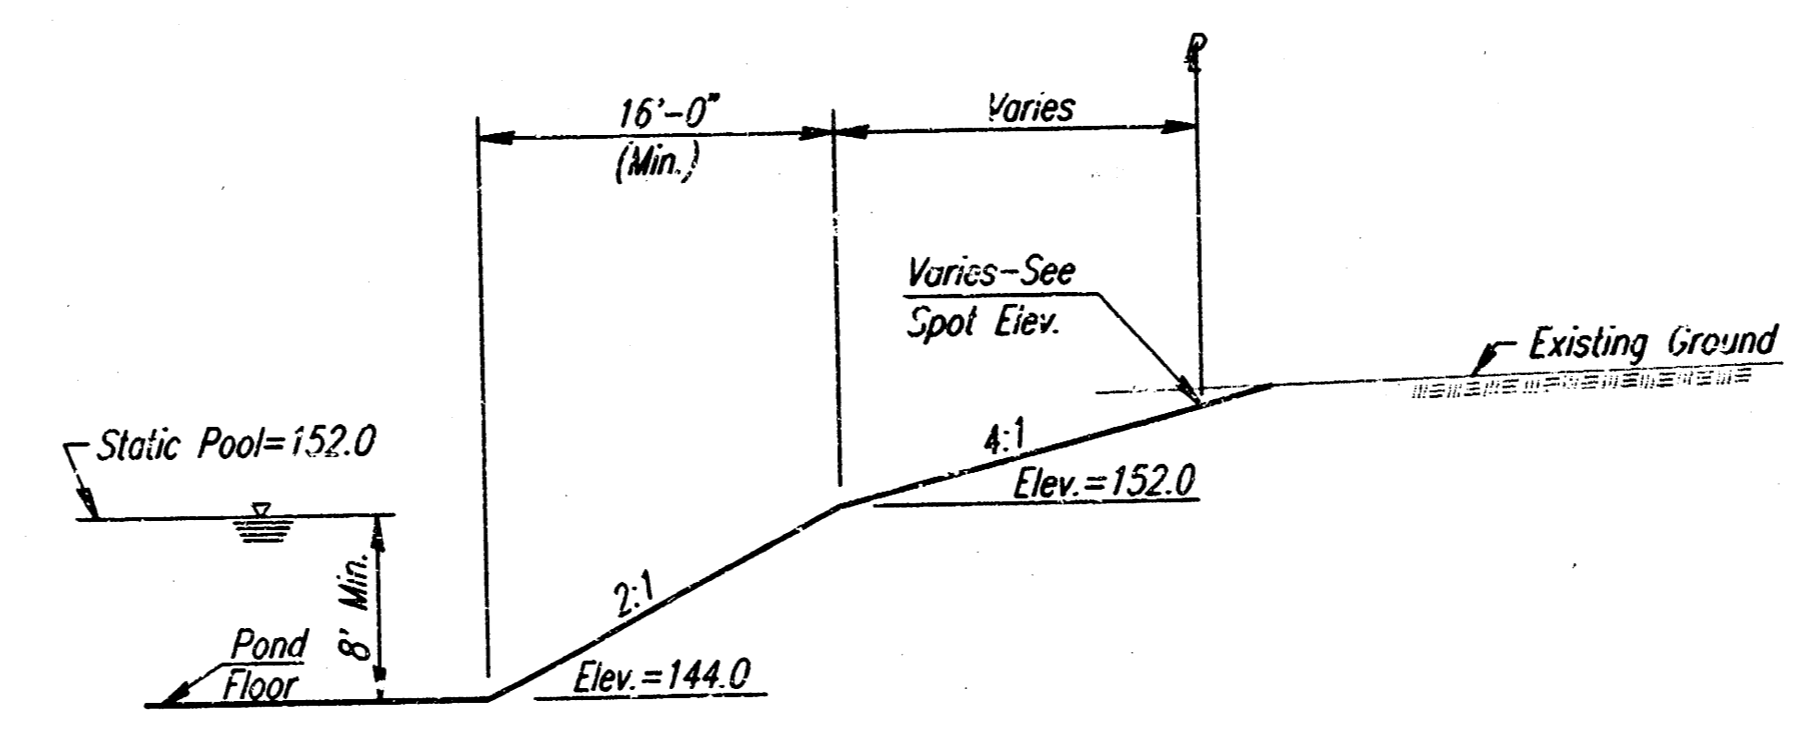 16'-0"
(Min.)
Varies
Varies-See
Spot Elev.
Existing Ground
Static Pool=152.0
4:1
Elev.=152.0
8' Min.
2:1
Pond
Floor
Elev.=144.0